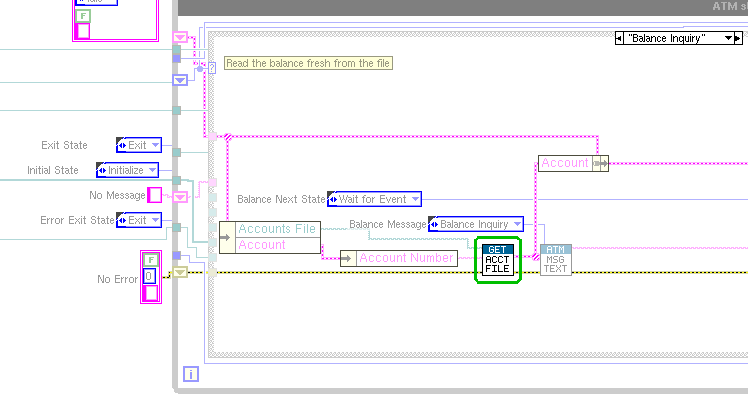 ATM s
F
"Balance Inquiry"
?
Read the balance fresh from the file
Exit State
Exit
Initial State
Initialize
Account
No Message
Balance Next State
Wait for Event
Error Exit State
Exit
Accounts File
Account
Balance Message
Balance Inquiry
Account Number
GET
ACCT
FILE
ATM
MSG
TEXT
No Error
F
0
i